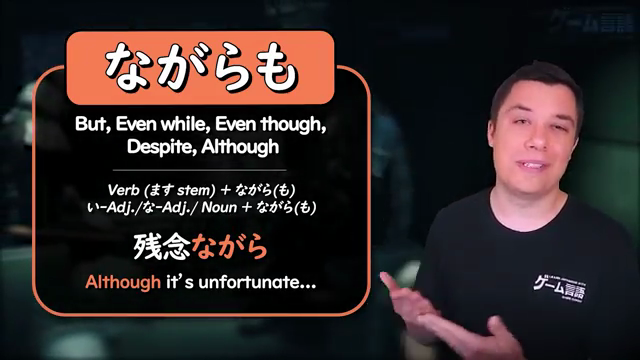 ながらも
But, Even while, Even though,
Despite, Although
Verb (ます stem) + ながら(も)
い-Adj./な-Adj./ Noun + ながら(も)
残念ながら
Although it's unfortunate...
ゲーム言語
ゲーム言語